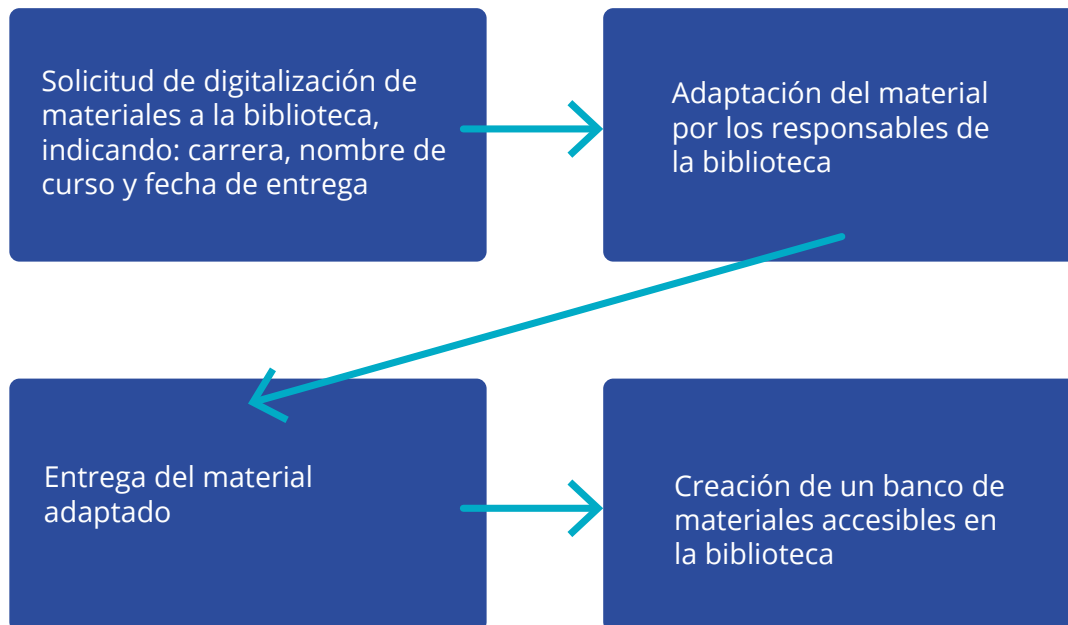 Solicitud de digitalización de
materiales a la biblioteca,
indicando: carrera, nombre de
curso y fecha de entrega
Adaptación del material
por los responsables de
la biblioteca
Entrega del material
adaptado
Creación de un banco de
materiales accesibles en
la biblioteca